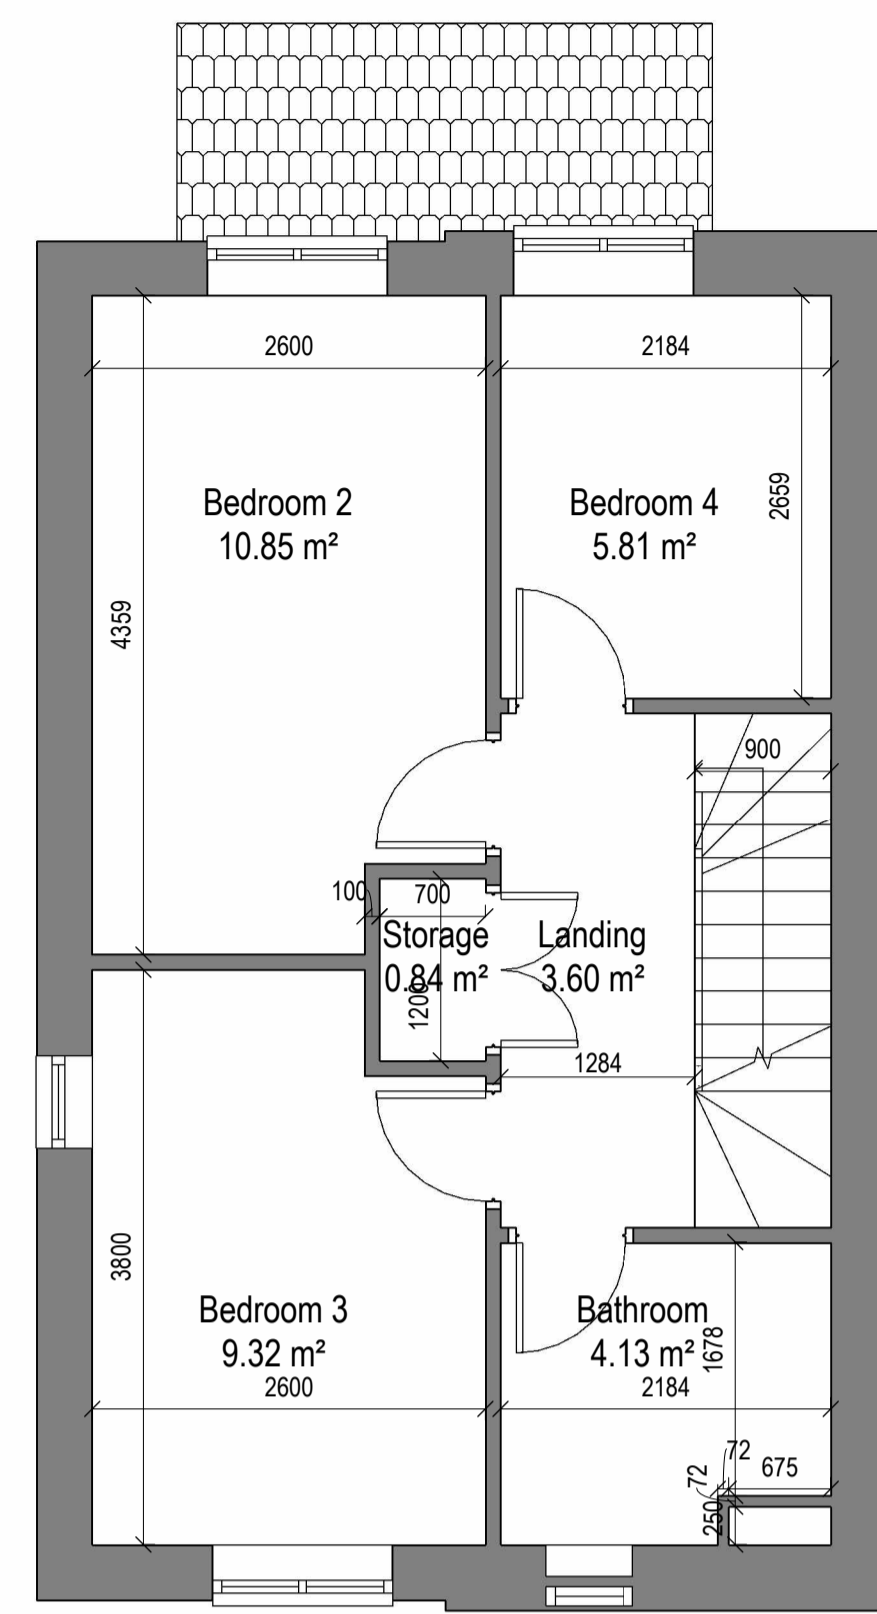 2600
2184
Bedroom 2
10.85 m²
Bedroom 4
5.81 m²
2659
4359
900
100
700
Storage
0.84 m²
1200
Landing
3.60 m²
1284
3800
Bedroom 3
9.32 m²
2600
Bathroom
4.13 m²
1678
2184
72
72
675
250